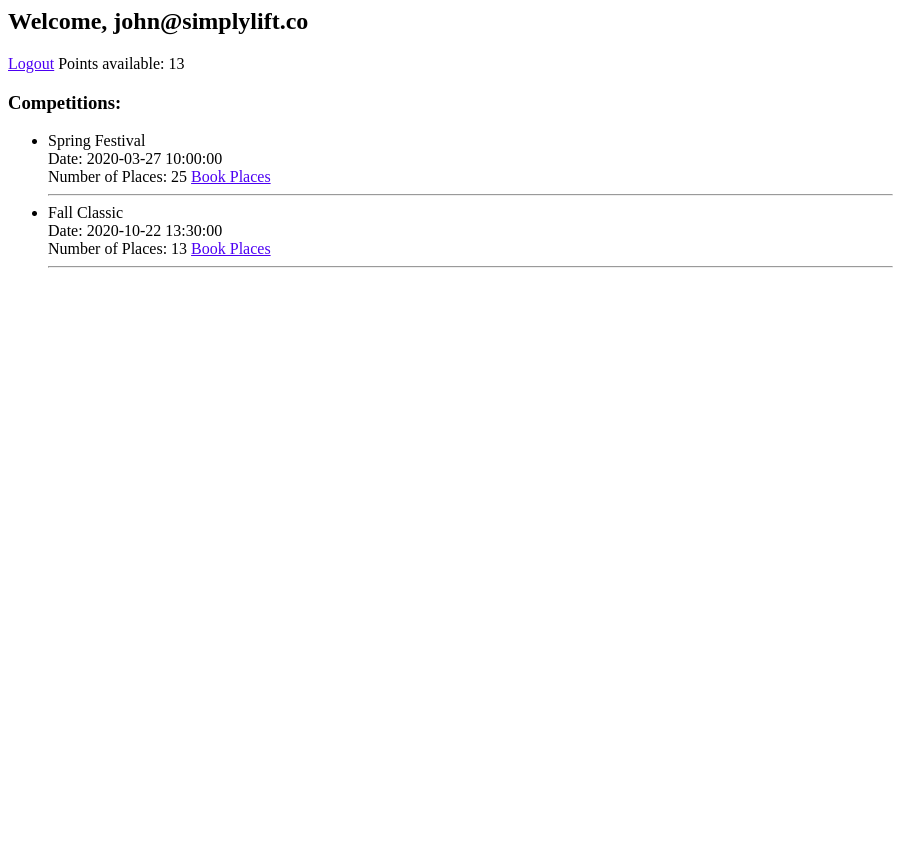 Welcome, john@simplylift.co
Logout Points available: 13
Competitions:
Spring Festival
Date: 2020-03-27 10:00:00
Number of Places: 25 Book Places
Fall Classic
Date: 2020-10-22 13:30:00
Number of Places: 13 Book Places